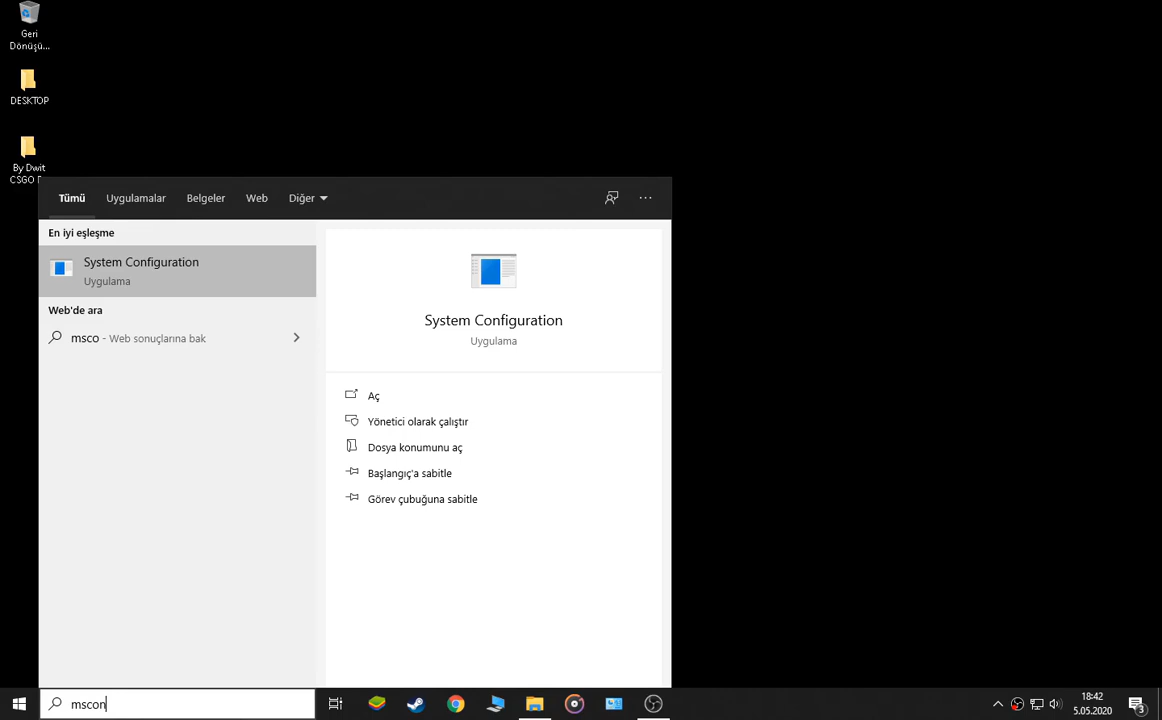 Geri
Dönüşü...
DESKTOP
By Dwit
CSGO
Tümü Uygulamalar Belgeler Web Diğer
En iyi eşleşme
System Configuration
Uygulama
Web'de ara
msco - Web sonuçlarına bak
System Configuration
Uygulama
Aç
Yönetici olarak çalıştır
Dosya konumunu aç
Başlangıç'a sabitle
Görev çubuğuna sabitle
mscon
18:42
5.05.2020
3